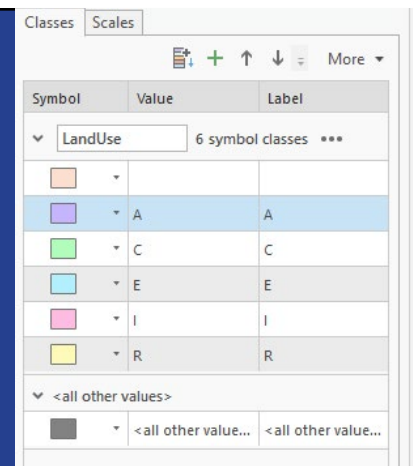 Classes Scales
More
Symbol Value Label
LandUse 6 symbol classes
A A
C C
E E
I I
R R
<all other values>
<all other value... <all other value...